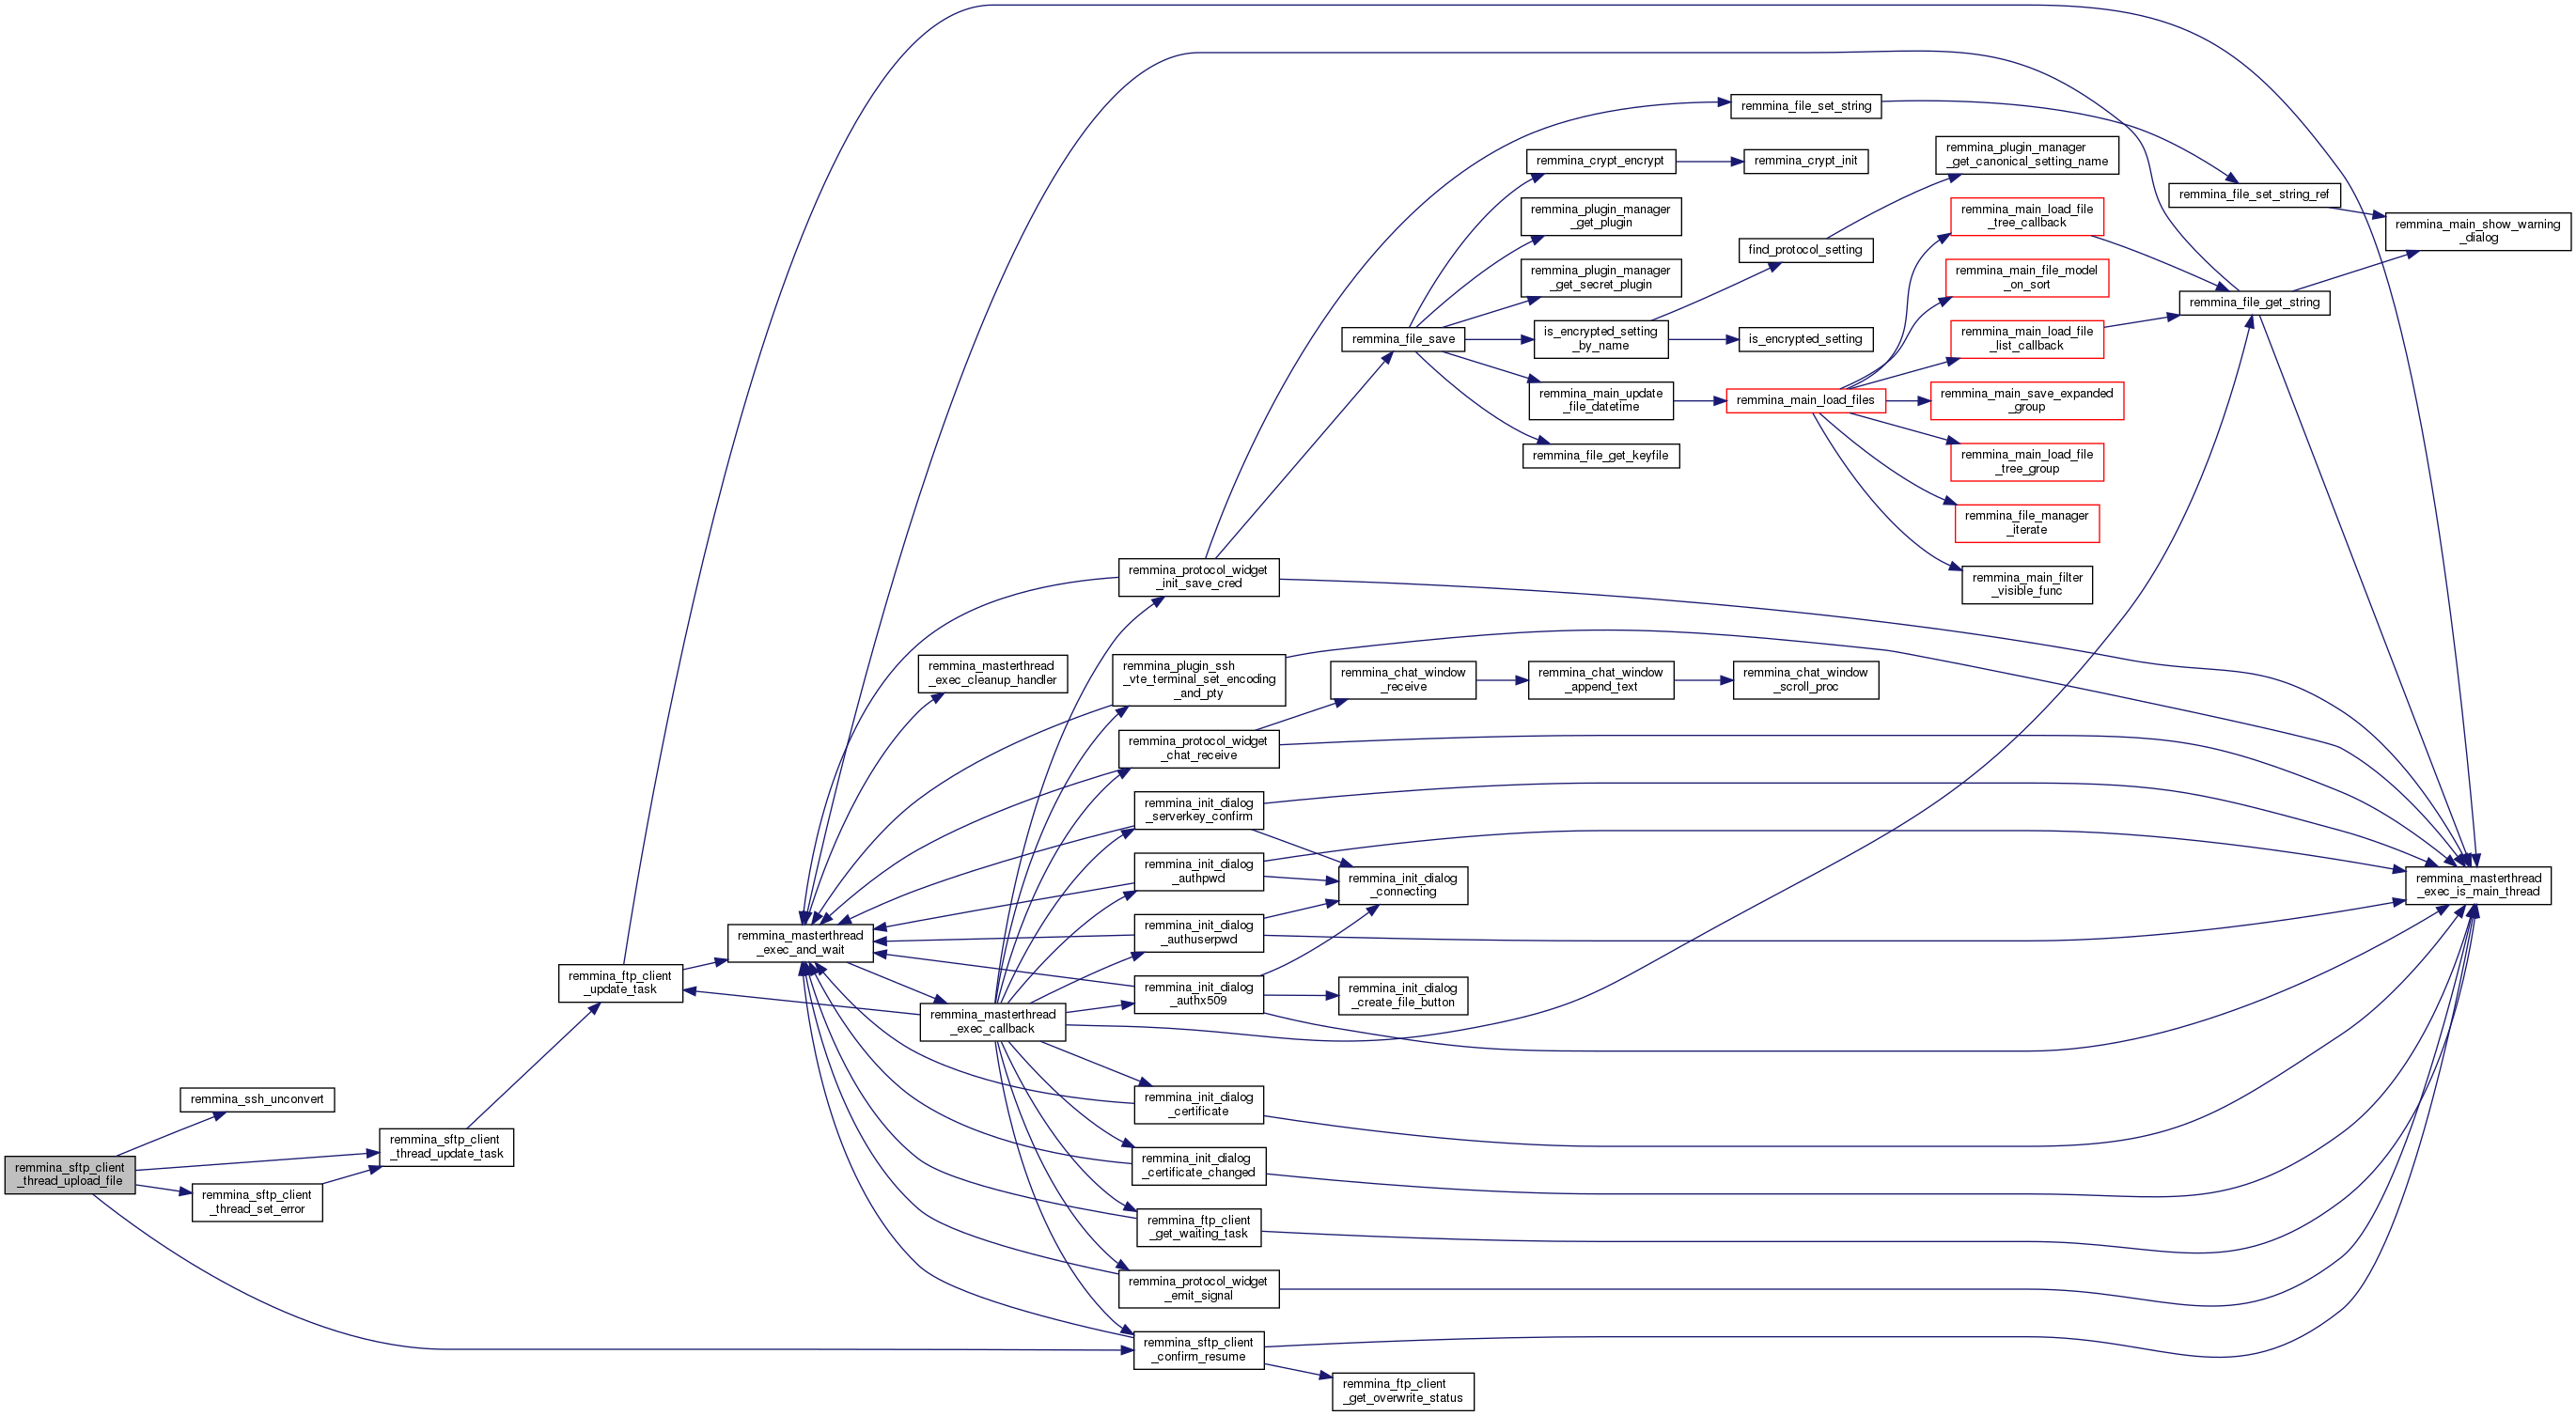 remmina_sftp_client
_thread_upload_file
remmina_ssh_unconvert
remmina_sftp_client
_thread_update_task
remmina_sftp_client
_thread_set_error
remmina_ftp_client
_update_task
remmina_masterthread
_exec_and_wait
remmina_masterthread
_exec_cleanup_handler
remmina_masterthread
_exec_callback
remmina_protocol_widget
_init_save_cred
remmina_plugin_ssh
_vte_terminal_set_encoding
_and_pty
remmina_protocol_widget
_chat_receive
remmina_init_dialog
_serverkey_confirm
remmina_init_dialog
_authpwd
remmina_init_dialog
_authuserpwd
remmina_init_dialog
_authx509
remmina_init_dialog
_certificate
remmina_init_dialog
_certificate_changed
remmina_ftp_client
_get_waiting_task
remmina_protocol_widget
_emit_signal
remmina_sftp_client
_confirm_resume
remmina_file_save
remmina_chat_window
_receive
remmina_init_dialog
_connecting
remmina_init_dialog
_create_file_button
remmina_ftp_client
_get_overwrite_status
remmina_crypt_encrypt
remmina_plugin_manager
_get_plugin
remmina_plugin_manager
_get_secret_plugin
is_encrypted_setting
_by_name
remmina_main_update
_file_datetime
remmina_file_get_keyfile
remmina_chat_window
_append_text
remmina_file_set_string
remmina_crypt_init
find_protocol_setting
is_encrypted_setting
remmina_main_load_files
remmina_chat_window
_scroll_proc
remmina_plugin_manager
_get_canonical_setting_name
remmina_main_load_file
_tree_callback
remmina_main_file_model
_on_sort
remmina_main_load_file
_list_callback
remmina_main_save_expanded
_group
remmina_main_load_file
_tree_group
remmina_file_manager
_iterate
remmina_main_filter
_visible_func
remmina_file_set_string_ref
remmina_file_get_string
remmina_main_show_warning
_dialog
remmina_masterthread
_exec_is_main_thread